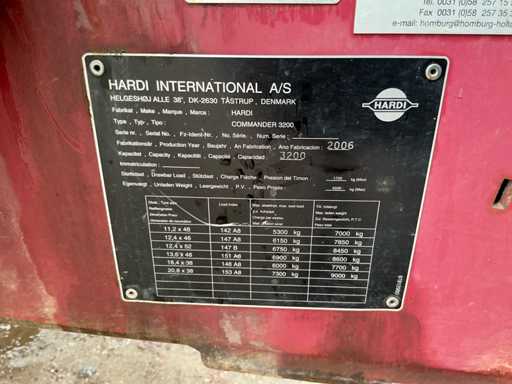 Tel. 0031 (0)58 257 15
Fax 0031 (0)58 257 35
e-mail: homburg@homburg-hol
HARDI INTERNATIONAL A/S
HELGESHØJ ALLE 38, DK-2630 TÅSTRUP, DENMARK
HARDI
Fabrikat, Make, Marque, Marca : HARDI
Type, Typ, Tipo : COMMANDER 3200
Serie nr., Serial No., Fz-Ident-Nr., No. Série, Num. Serie :
Fabrikationsår, Production Year, Baujahr, An Fabrication, Ano Fabricacion : 2006
Kapacitet, Capacity, Kapazität, Capacité, Capacidad 3200
Immatriculation :
Drawbar Load, Stützlast, Charge Flèche, Presion del Timon : kg (Max)
Egenvægt, Unladen Weight, Leergewicht, P.V., Peso Propio : kg (Max)
Load Index
11,2 x 48 142 A8 5300 kg 7000 kg
12,4 x 46 147 A8 6150 kg 7850 kg
12,4 x 52 147 B 6750 kg 8450 kg
13,6 x 48 151 A8 6900 kg 8600 kg
18,4 x 38 146 A8 6000 kg 7700 kg
20,8 x 38 153 A8 7300 kg 9000 kg